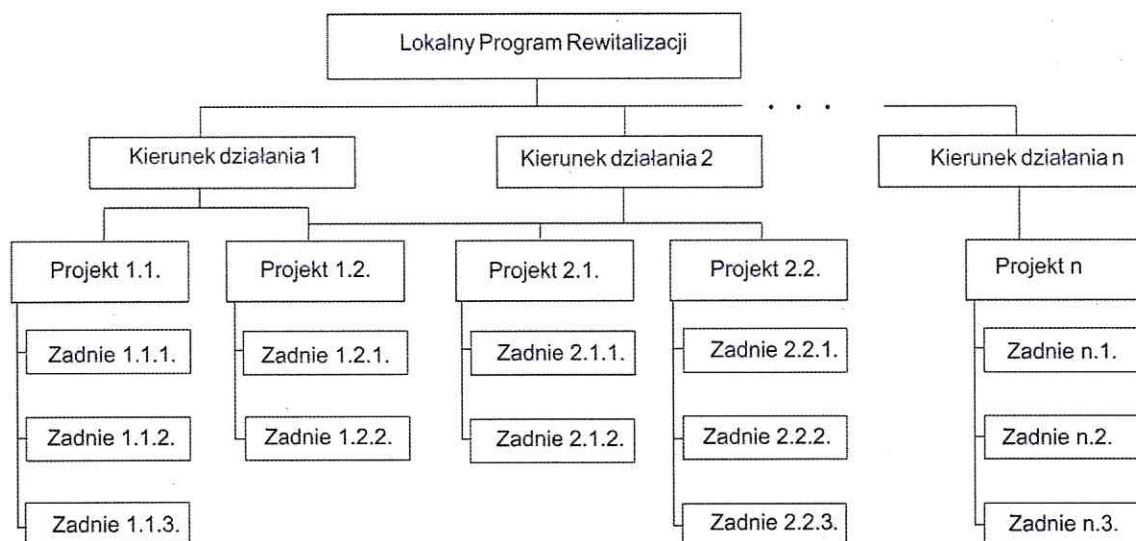 Lokalny Program Rewitalizacji
. . .
Kierunek działania 1
Kierunek działania 2
Kierunek działania n
Projekt 1.1.
Projekt 1.2.
Projekt 2.1.
Projekt 2.2.
Projekt n
Zadnie 1.1.1.
Zadnie 1.2.1.
Zadnie 2.1.1.
Zadnie 2.2.1.
Zadnie n.1.
Zadnie 1.1.2.
Zadnie 1.2.2.
Zadnie 2.1.2.
Zadnie 2.2.2.
Zadnie n.2.
Zadnie 1.1.3.
Zadnie 2.2.3.
Zadnie n.3.